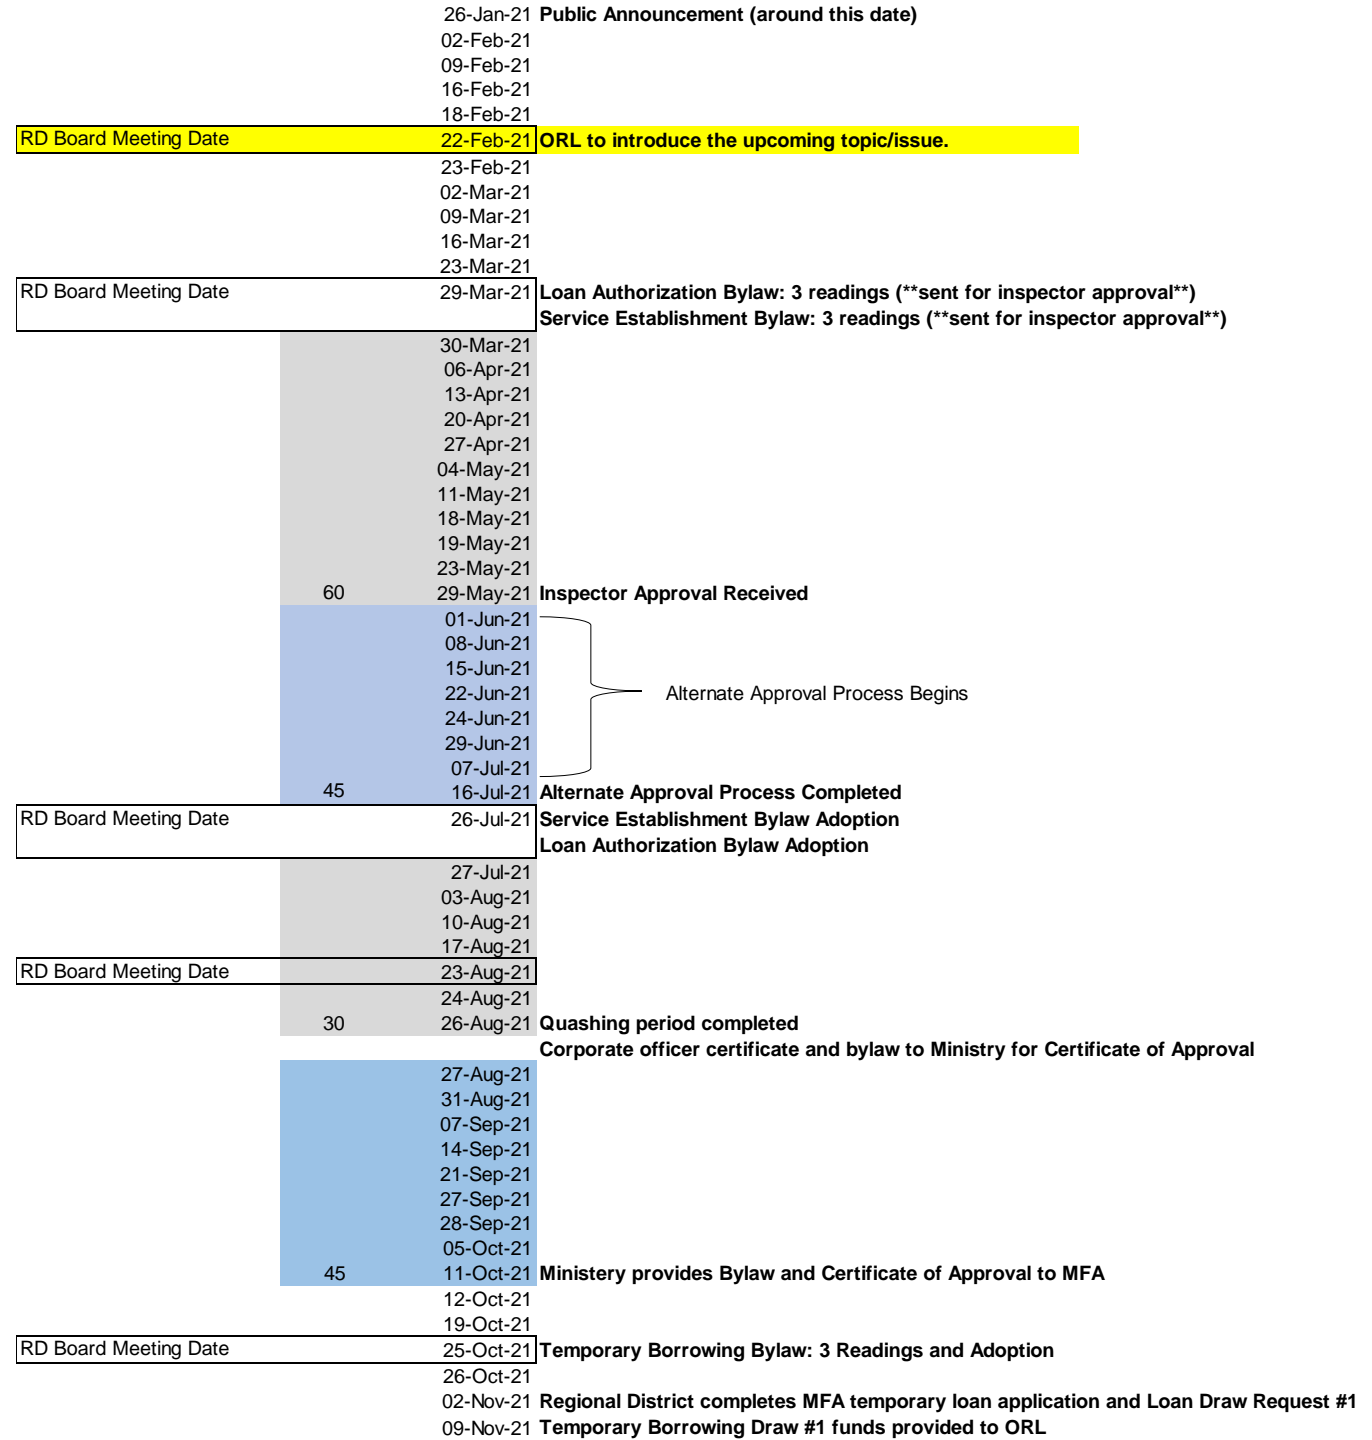 26-Jan-21 Public Announcement (around this date)
02-Feb-21
09-Feb-21
16-Feb-21
18-Feb-21
RD Board Meeting Date 22-Feb-21 ORL to introduce the upcoming topic/issue.
23-Feb-21
02-Mar-21
09-Mar-21
16-Mar-21
23-Mar-21
RD Board Meeting Date 29-Mar-21 Loan Authorization Bylaw: 3 readings (**sent for inspector approval**)
Service Establishment Bylaw: 3 readings (**sent for inspector approval**)
30-Mar-21
06-Apr-21
13-Apr-21
20-Apr-21
27-Apr-21
04-May-21
11-May-21
18-May-21
19-May-21
23-May-21
60 29-May-21 Inspector Approval Received
01-Jun-21
08-Jun-21
15-Jun-21
22-Jun-21 Alternate Approval Process Begins
24-Jun-21
29-Jun-21
07-Jul-21
45 16-Jul-21 Alternate Approval Process Completed
RD Board Meeting Date 26-Jul-21 Service Establishment Bylaw Adoption
Loan Authorization Bylaw Adoption
27-Jul-21
03-Aug-21
10-Aug-21
17-Aug-21
RD Board Meeting Date 23-Aug-21
24-Aug-21
30 26-Aug-21 Quashing period completed
Corporate officer certificate and bylaw to Ministry for Certificate of Approval
27-Aug-21
31-Aug-21
07-Sep-21
14-Sep-21
21-Sep-21
27-Sep-21
28-Sep-21
05-Oct-21
45 11-Oct-21 Ministery provides Bylaw and Certificate of Approval to MFA
12-Oct-21
19-Oct-21
RD Board Meeting Date 25-Oct-21 Temporary Borrowing Bylaw: 3 Readings and Adoption
26-Oct-21
02-Nov-21 Regional District completes MFA temporary loan application and Loan Draw Request #1
09-Nov-21 Temporary Borrowing Draw #1 funds provided to ORL